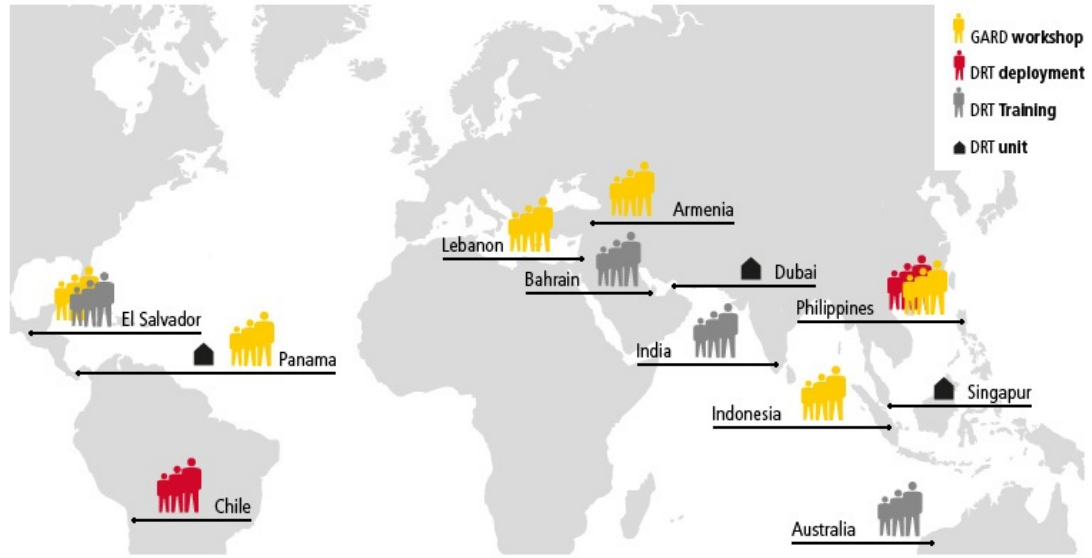 GARD workshop
DRT deployment
DRT Training
DRT unit
Armenia
Lebanon
Bahrain
Dubai
El Salvador
Philippines
Panama
India
Singapur
Indonesia
Chile
Australia